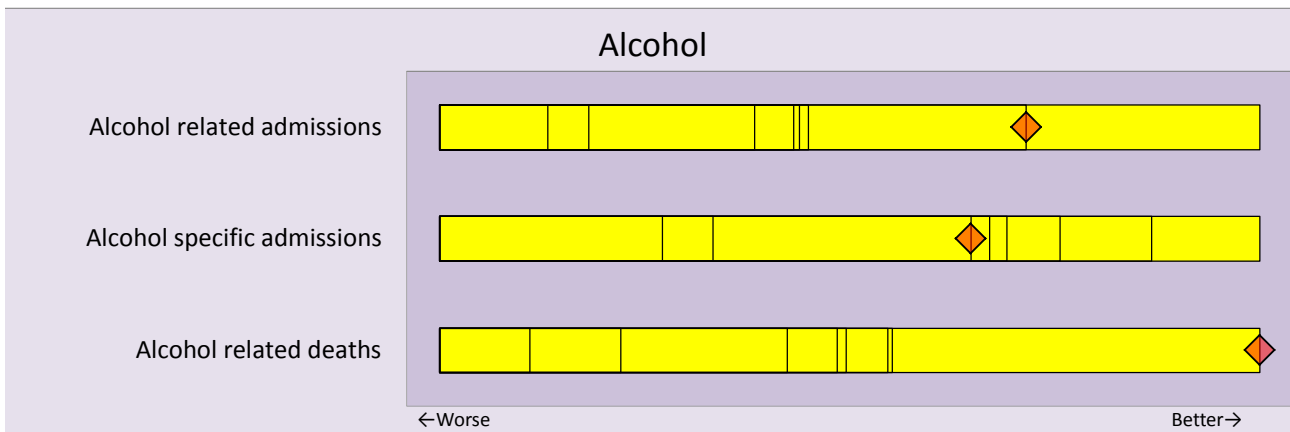 Alcohol
Alcohol related admissions
Alcohol specific admissions
Alcohol related deaths
←Worse Better→